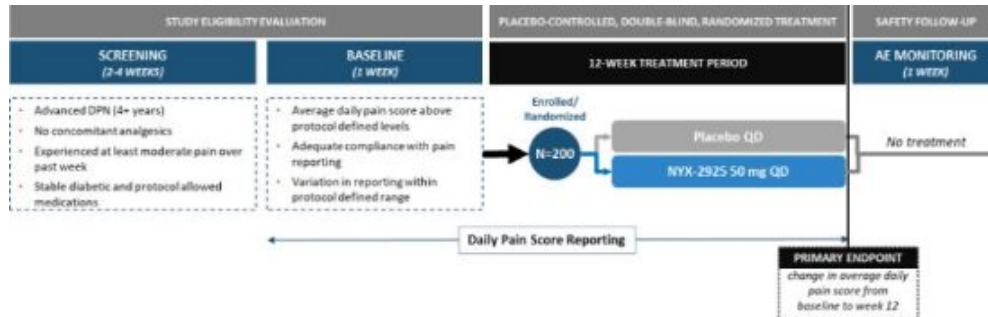 STUDY ELIGIBILITY EVALUATION
PLACEBO-CONTROLLED, DOUBLE-BLIND, RANDOMIZED TREATMENT
SAFETY FOLLOW-UP
SCREENING
(2-4 WEEKS)
BASELINE
(1 WEEK)
12-WEEK TREATMENT PERIOD
AE MONITORING
(1 WEEK)
• Advanced DPN (4+ years)
• No concomitant analgesics
• Experienced at least moderate pain over
past week
• Stable diabetic and protocol allowed
medications
• Average daily pain score above
protocol defined levels
• Adequate compliance with pain
reporting
• Variation in reporting within
protocol defined range
Enrolled/
Randomized
N=200
Placebo QD
NYX-2925 50 mg QD
No treatment
Daily Pain Score Reporting
PRIMARY ENDPOINT
change in average daily
pain score from
baseline to week 12